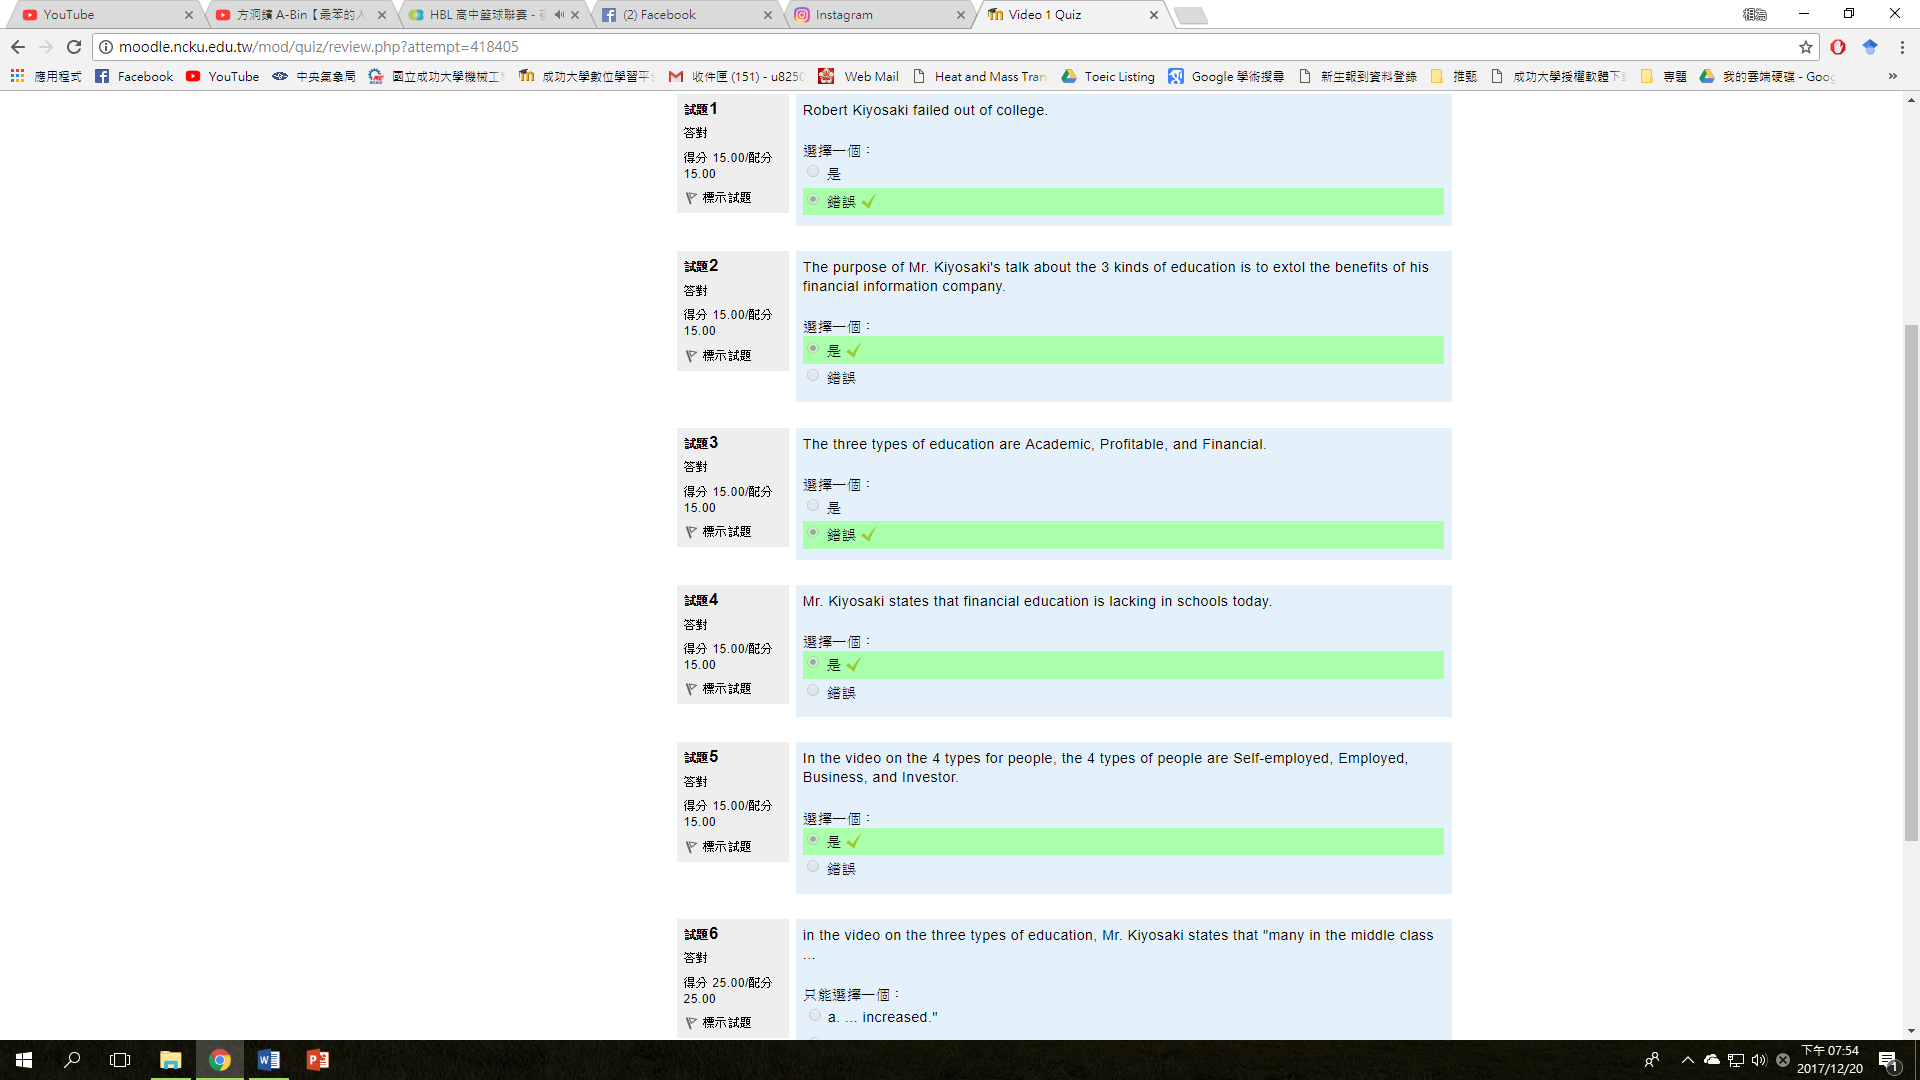 YouTube
方泂鑌 A-Bin【最笨的人
HBL 高中籃球聯賽 -
(2) Facebook
Instagram
Video 1 Quiz
相為
moodle.ncku.edu.tw/mod/quiz/review.php?attempt=418405
應用程式
Facebook
YouTube
中央氣象局
國立成功大學機械工
成功大學數位學習平
收件匣 (151) - u825
Web Mail
Heat and Mass Tran
Toeic Listing
Google 學術搜尋
新生報到資料登錄
推甄
成功大學授權軟體下
專題
我的雲端硬碟 - Goog
»
試題1
答對
得分 15.00/配分
15.00
標示試題
Robert Kiyosaki failed out of college.
選擇一個：
是
錯誤
試題2
答對
得分 15.00/配分
15.00
標示試題
The purpose of Mr. Kiyosaki's talk about the 3 kinds of education is to extol the benefits of his
financial information company.
選擇一個：
是
錯誤
試題3
答對
得分 15.00/配分
15.00
標示試題
The three types of education are Academic, Profitable, and Financial.
選擇一個：
是
錯誤
試題4
答對
得分 15.00/配分
15.00
標示試題
Mr. Kiyosaki states that financial education is lacking in schools today.
選擇一個：
是
錯誤
試題5
答對
得分 15.00/配分
15.00
標示試題
In the video on the 4 types for people, the 4 types of people are Self-employed, Employed,
Business, and Investor.
選擇一個：
是
錯誤
試題6
答對
得分 25.00/配分
25.00
標示試題
in the video on the three types of education, Mr. Kiyosaki states that "many in the middle class
...
只能選擇一個：
a. ... increased."
下午 07:54
2017/12/20
1